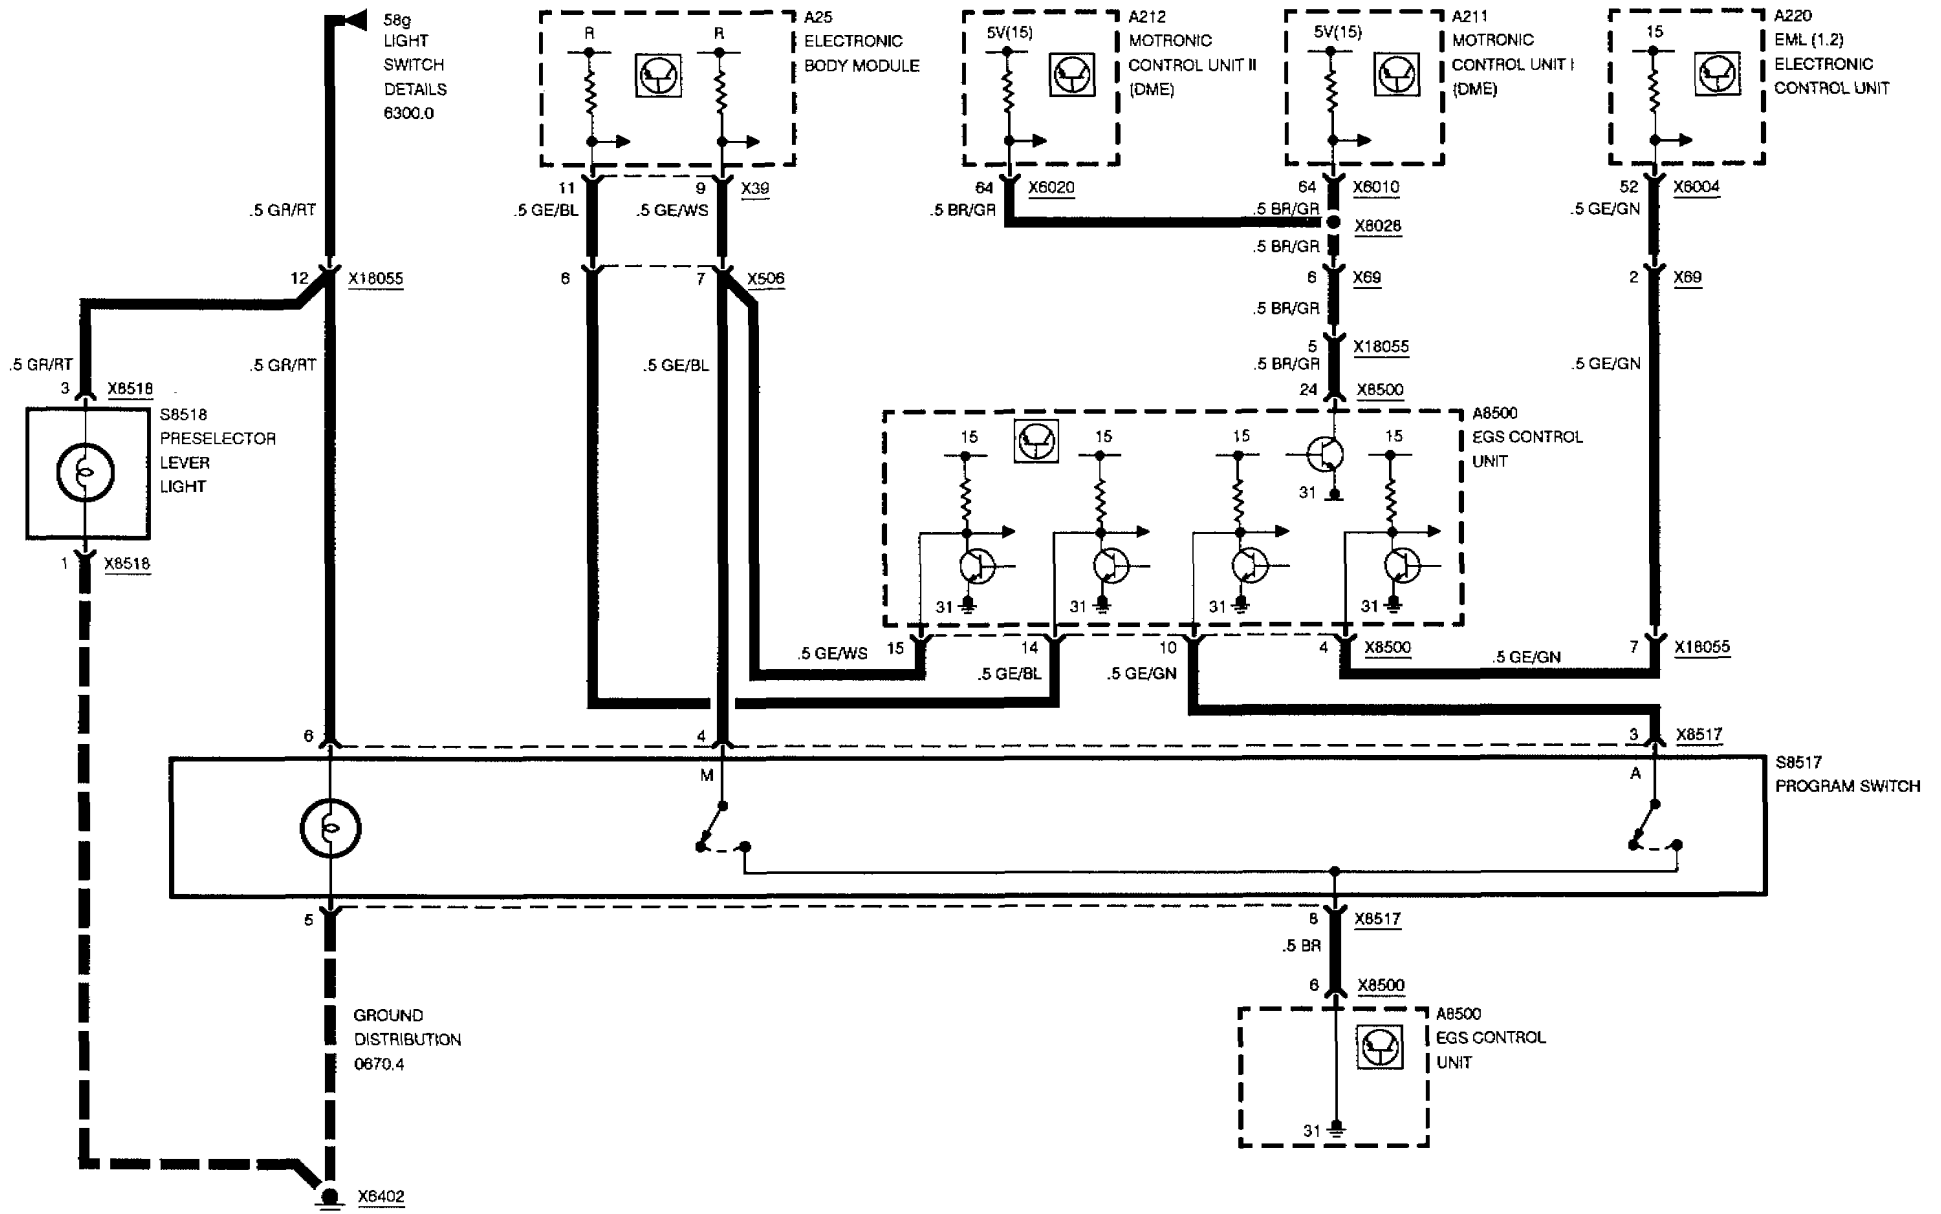 58g
LIGHT
SWITCH
DETAILS
6300.0
R
R
A25
ELECTRONIC
BODY MODULE
5V(15)
A212
MOTRONIC
CONTROL UNIT II
(DME)
5V(15)
A211
MOTRONIC
CONTROL UNIT I
(DME)
15
A220
EML (1.2)
ELECTRONIC
CONTROL UNIT
11
9
X39
64
X6020
64
X6010
52
X6004
.5 GR/RT
.5 GE/BL
.5 GE/WS
.5 BR/GR
.5 BR/GR
.5 GE/GN
X8028
.5 BR/GR
12
X18055
6
7
X506
6
X69
2
X69
.5 BR/GR
5
X18055
.5 GR/RT
.5 GR/RT
.5 GE/BL
.5 BR/GR
.5 GE/GN
3
X8518
24
X8500
S8518
PRESELECTOR
LEVER
LIGHT
A8500
EGS CONTROL
UNIT
15
15
15
15
31
1
X8518
31
31
31
31
.5 GE/WS
15
14
10
4
X8500
.5 GE/GN
7
X18055
.5 GE/BL
.5 GE/GN
6
4
3
X8517
M
A
S8517
PROGRAM SWITCH
5
8
X8517
.5 BR
6
X8500
GROUND
DISTRIBUTION
0670.4
A8500
EGS CONTROL
UNIT
31
X6402